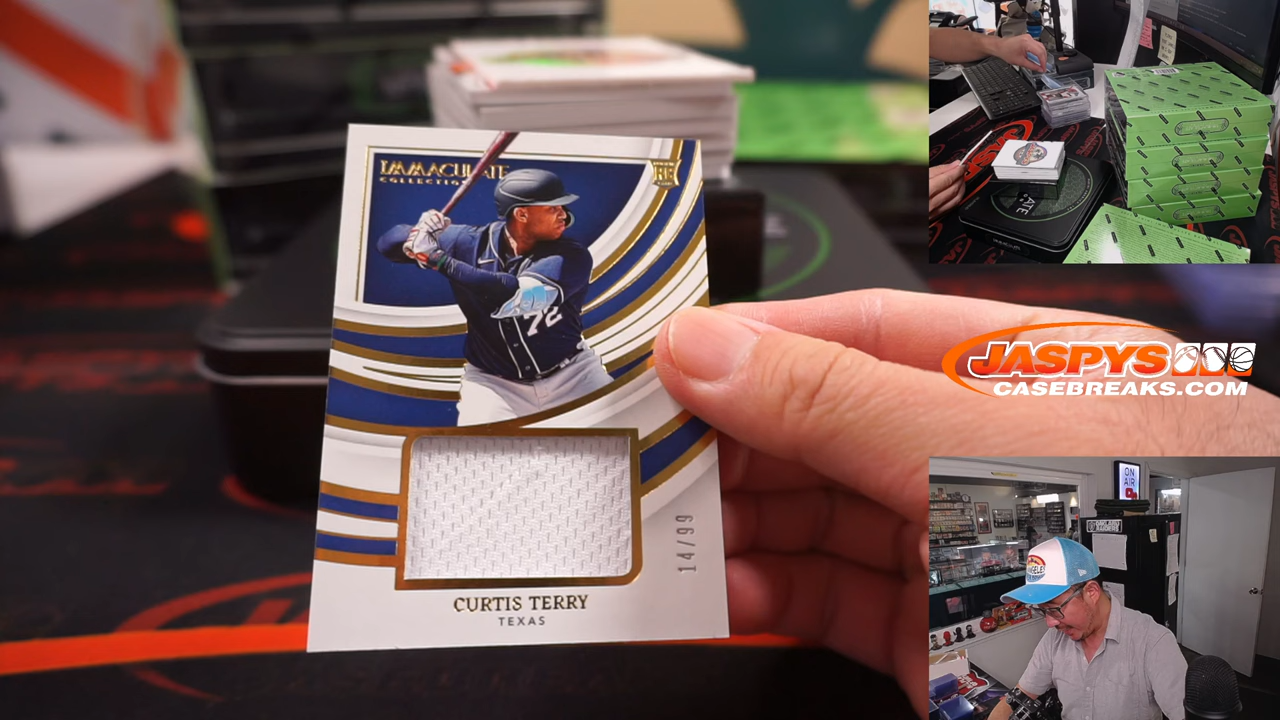 IMMACULATE
COLLECTION
RC
72
14/99
CURTIS TERRY
TEXAS
JASPYS
CASEBREAKS.COM
ON
AIR